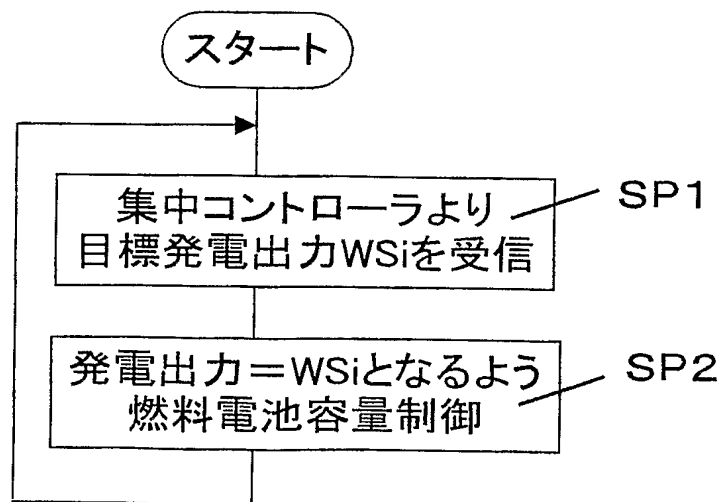 スタート
集中コントローラより
目標発電出力WSiを受信
SP1
発電出力＝WSiとなるよう
燃料電池容量制御
SP2